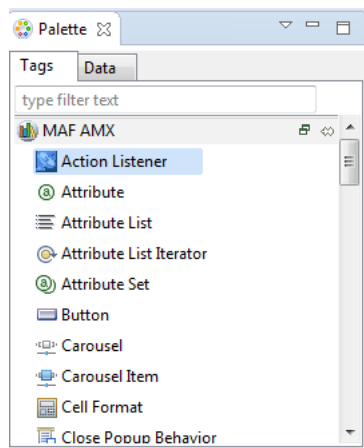 Palette
Tags Data
type filter text
MAF AMX
Action Listener
Attribute
Attribute List
Attribute List Iterator
Attribute Set
Button
Carousel
Carousel Item
Cell Format
Close Popup Behavior